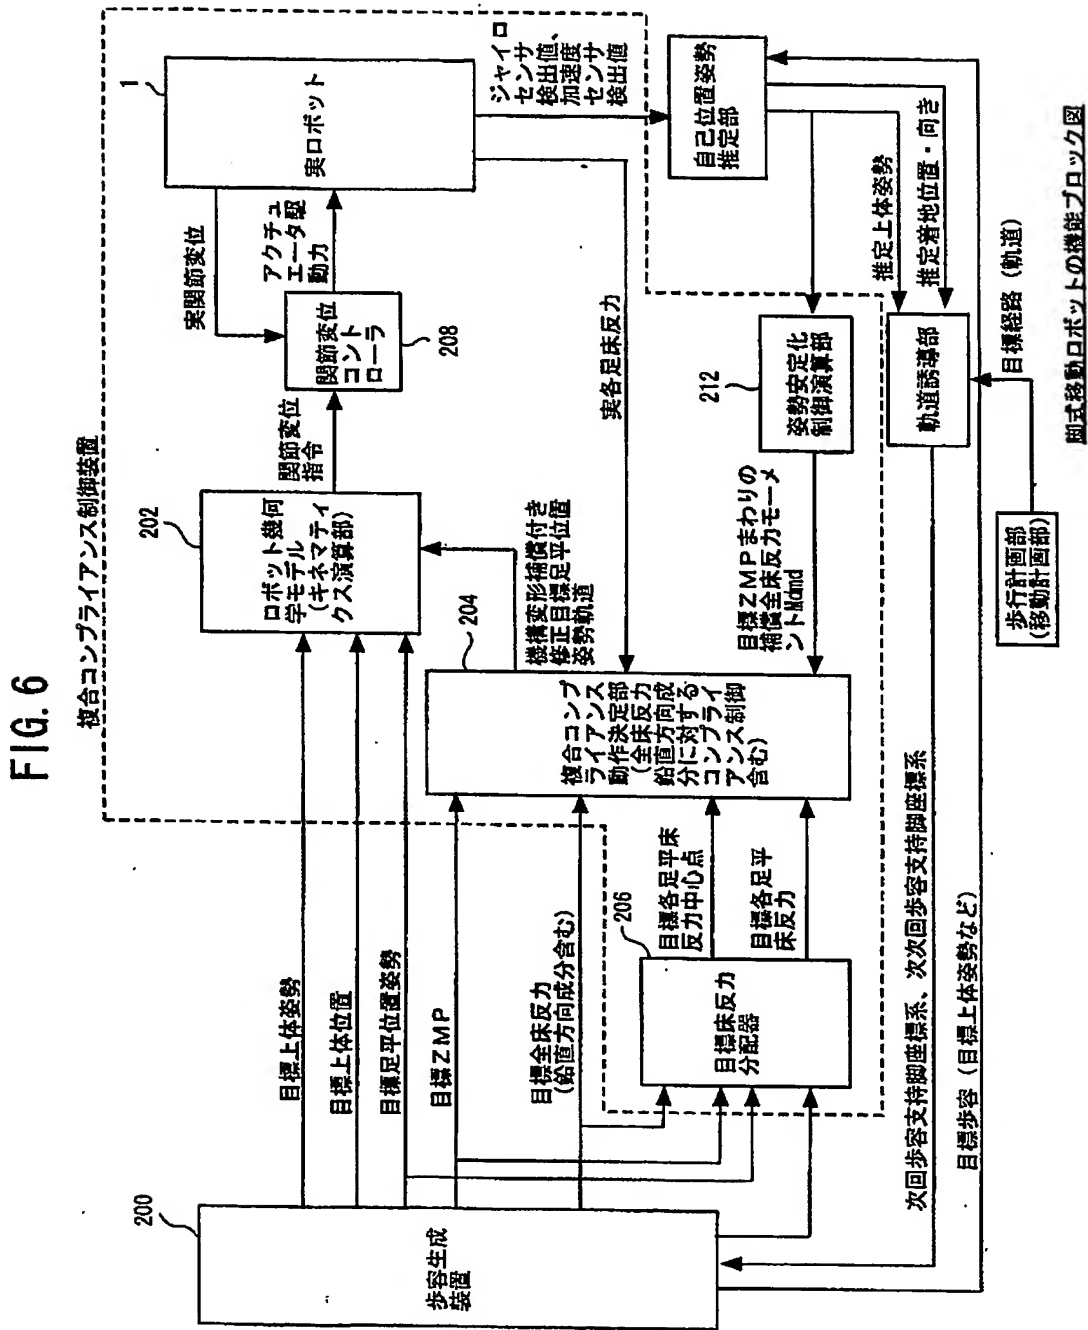 FIG. 6
複合コンプライアンス制御装置
200
歩容生成
装置
目標上体姿勢
目標上体位置
目標足平位置姿勢
目標ZMP
目標全床反力
(鉛直方向成分含む)
206
目標床反力
分配器
目標各足平床
反力中心点
目標各足平
床反力
202
ロボット幾何
学モデル
(キネマティ
クス演算部)
204
機構変形補償付き
修正目標足平位置
姿勢軌道
複合コンプ
ライアンス
動作決定部
(全床反力
鉛直方向成
分に対する
コンプライ
アンス制御
含む)
関節変位
指令
関節変位
コント
ローラ
208
実関節変位
アクチュ
エータ駆
動力
1
実ロボット
ジャイロ
センサ
検出値、
加速度
センサ
検出値
実各足床反力
目標ZMPまわりの
補償全床反力モーメ
ントMdmd
212
姿勢安定化
制御演算部
自己位置姿勢
推定部
推定上体姿勢
推定着地位置・向き
軌道誘導部
目標経路(軌道)
歩行計画部
(移動計画部)
次回歩容支持脚座標系、次次回歩容支持脚座標系
目標歩容(目標上体姿勢など)
脚式移動ロボットの機能ブロック図